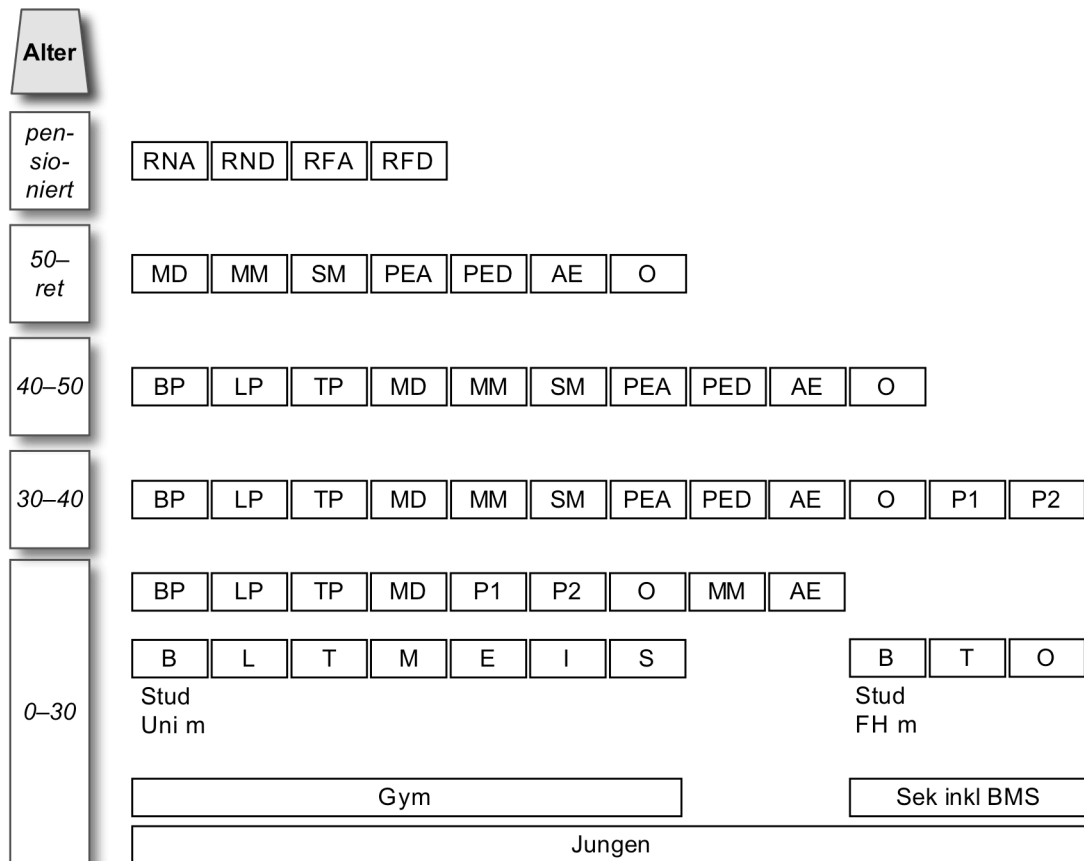 Alter
pen-
sio-
niert
RNA RND RFA RFD
50–
ret
MD MM SM PEA PED AE O
40–50
BP LP TP MD MM SM PEA PED AE O
30–40
BP LP TP MD MM SM PEA PED AE O P1 P2
0–30
BP LP TP MD P1 P2 O MM AE
B L T M E I S B T O
Stud
Uni m
Stud
FH m
Gym Sek inkl BMS
Jungen